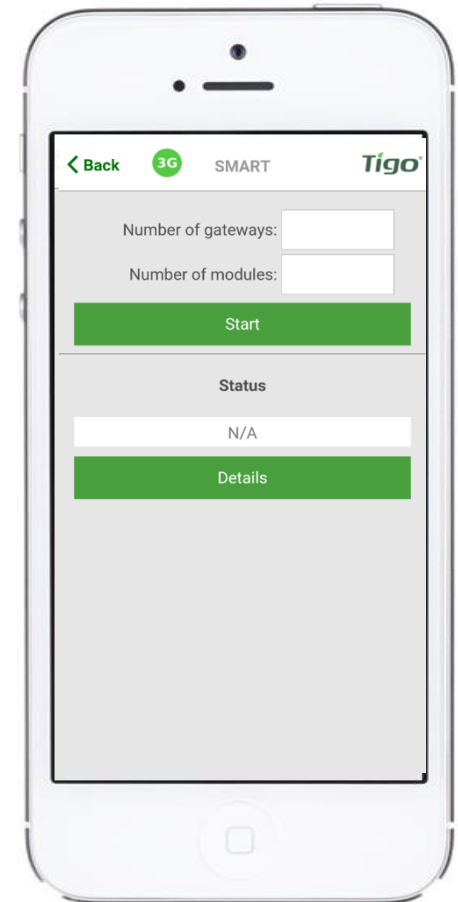 Back 3G SMART Tigo
Number of gateways:
Number of modules:
Start
Status
N/A
Details